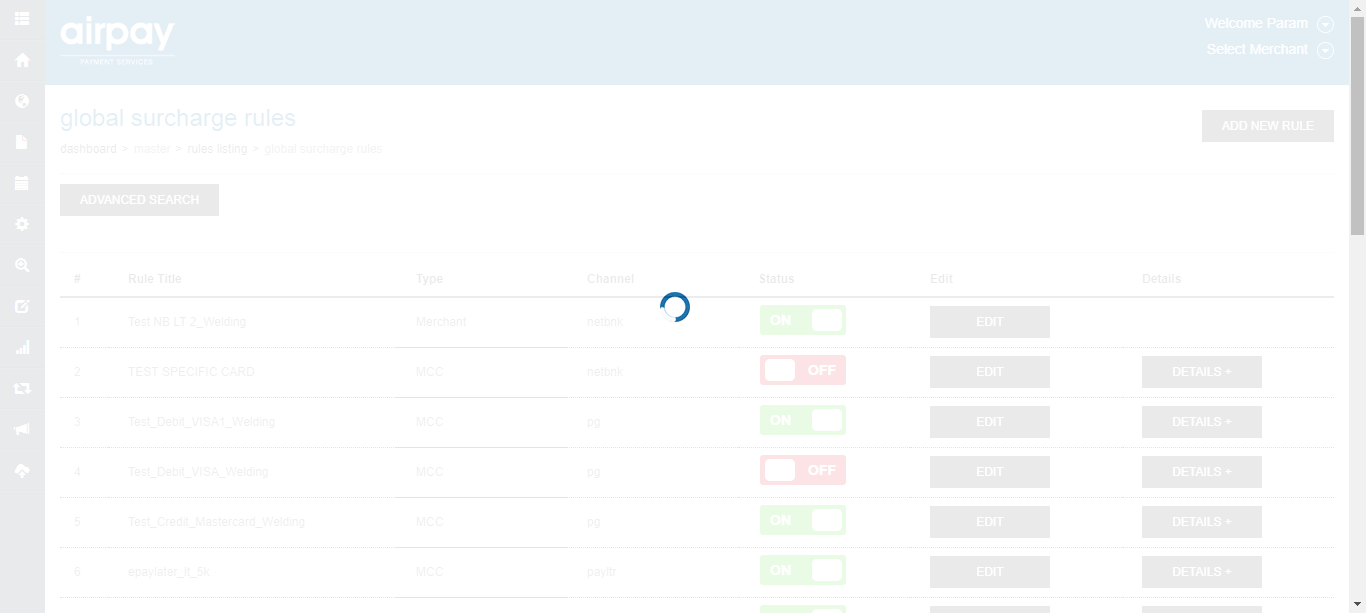 airpay
PAYMENT SERVICES
Welcome Param
Select Merchant
global surcharge rules
ADD NEW RULE
dashboard > master > rules listing > global surcharge rules
ADVANCED SEARCH
# Rule Title Type Channel Status Edit Details
1 Test NB LT 2_Welding Merchant netbnk ON EDIT
2 TEST SPECIFIC CARD MCC netbnk OFF EDIT DETAILS +
3 Test_Debit_VISA1_Welding MCC pg ON EDIT DETAILS +
4 Test_Debit_VISA_Welding MCC pg OFF EDIT DETAILS +
5 Test_Credit_Mastercard_Welding MCC pg ON EDIT DETAILS +
6 epaylater_lt_5k MCC payltr ON EDIT DETAILS +